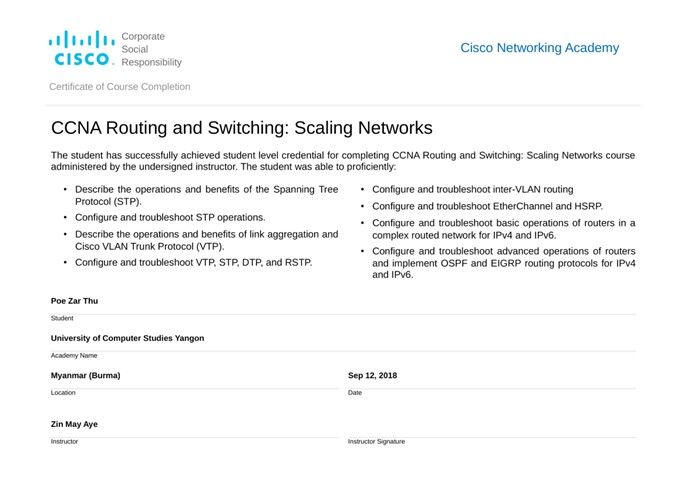 Corporate
Social
CISCO Responsibility
Cisco Networking Academy
Certificate of Course Completion
CCNA Routing and Switching: Scaling Networks
The student has successfully achieved student level credential for completing CCNA Routing and Switching: Scaling Networks course
administered by the undersigned instructor. The student was able to proficiently:
• Describe the operations and benefits of the Spanning Tree
Protocol (STP).
• Configure and troubleshoot STP operations.
• Describe the operations and benefits of link aggregation and
Cisco VLAN Trunk Protocol (VTP).
• Configure and troubleshoot VTP, STP, DTP, and RSTP.
• Configure and troubleshoot inter-VLAN routing
• Configure and troubleshoot EtherChannel and HSRP.
• Configure and troubleshoot basic operations of routers in a
complex routed network for IPv4 and IPv6.
• Configure and troubleshoot advanced operations of routers
and implement OSPF and EIGRP routing protocols for IPv4
and IPv6.
Poe Zar Thu
Student
University of Computer Studies Yangon
Academy Name
Myanmar (Burma) Sep 12, 2018
Location Date
Zin May Aye
Instructor Instructor Signature